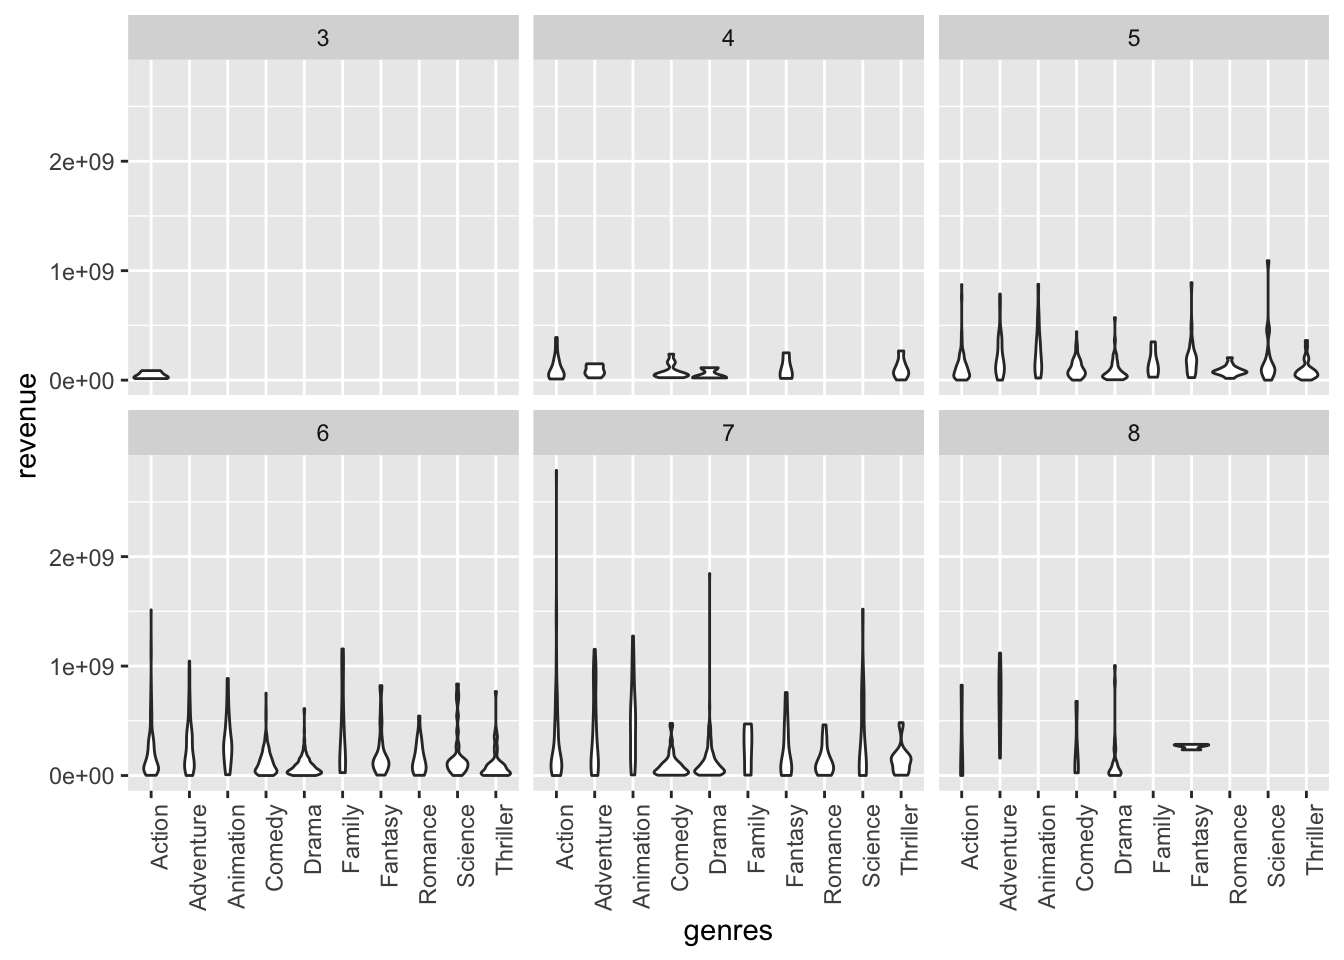 3 4 5
2e+09
1e+09
0e+00
revenue
6 7 8
2e+09
1e+09
0e+00
Action Adventure Animation Comedy Drama Family Fantasy Romance Science Thriller Action Adventure Animation Comedy Drama Family Fantasy Romance Science Thriller Action Adventure Animation Comedy Drama Family Fantasy Romance Science Thriller
genres